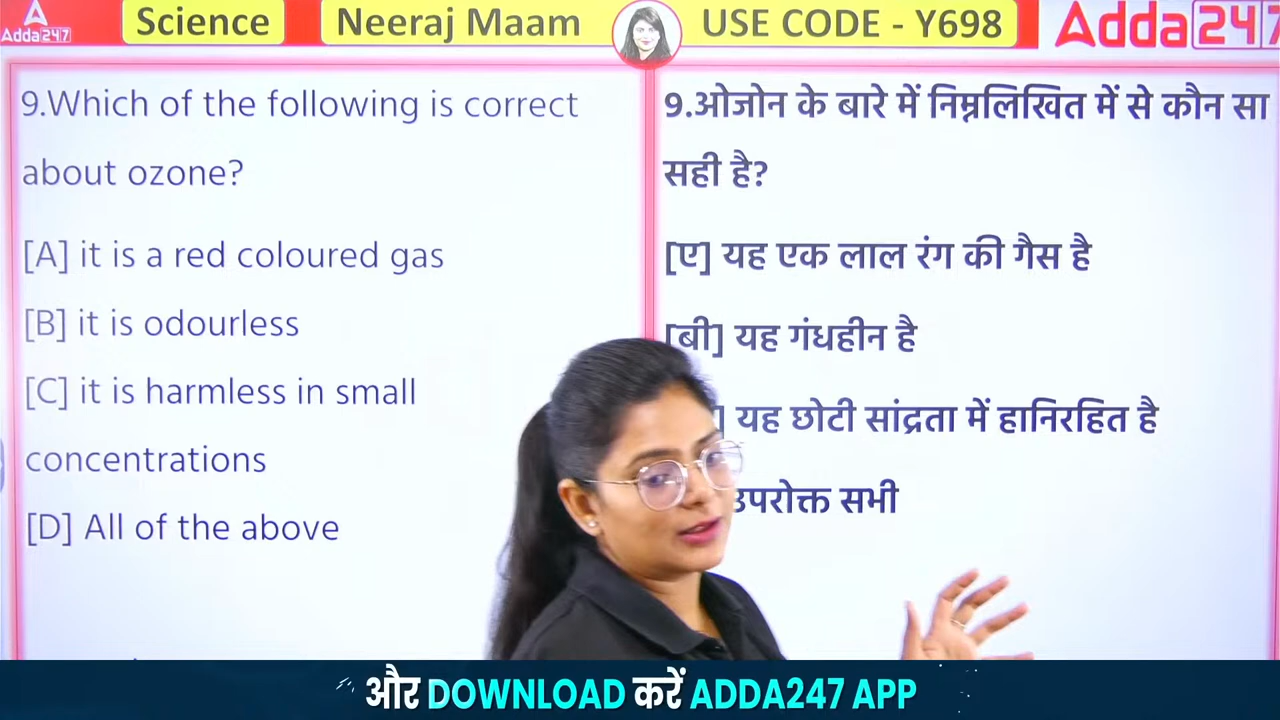 Adda247
Science
Neeraj Maam
USE CODE - Y698
Adda247
9.Which of the following is correct
about ozone?
[A] it is a red coloured gas
[B] it is odourless
[C] it is harmless in small
concentrations
[D] All of the above
9.ओजोन के बारे में निम्नलिखित में से कौन सा
सही है?
[ए] यह एक लाल रंग की गैस है
[बी] यह गंधहीन है
] यह छोटी सांद्रता में हानिरहित है
उपरोक्त सभी
और DOWNLOAD करें ADDA247 APP